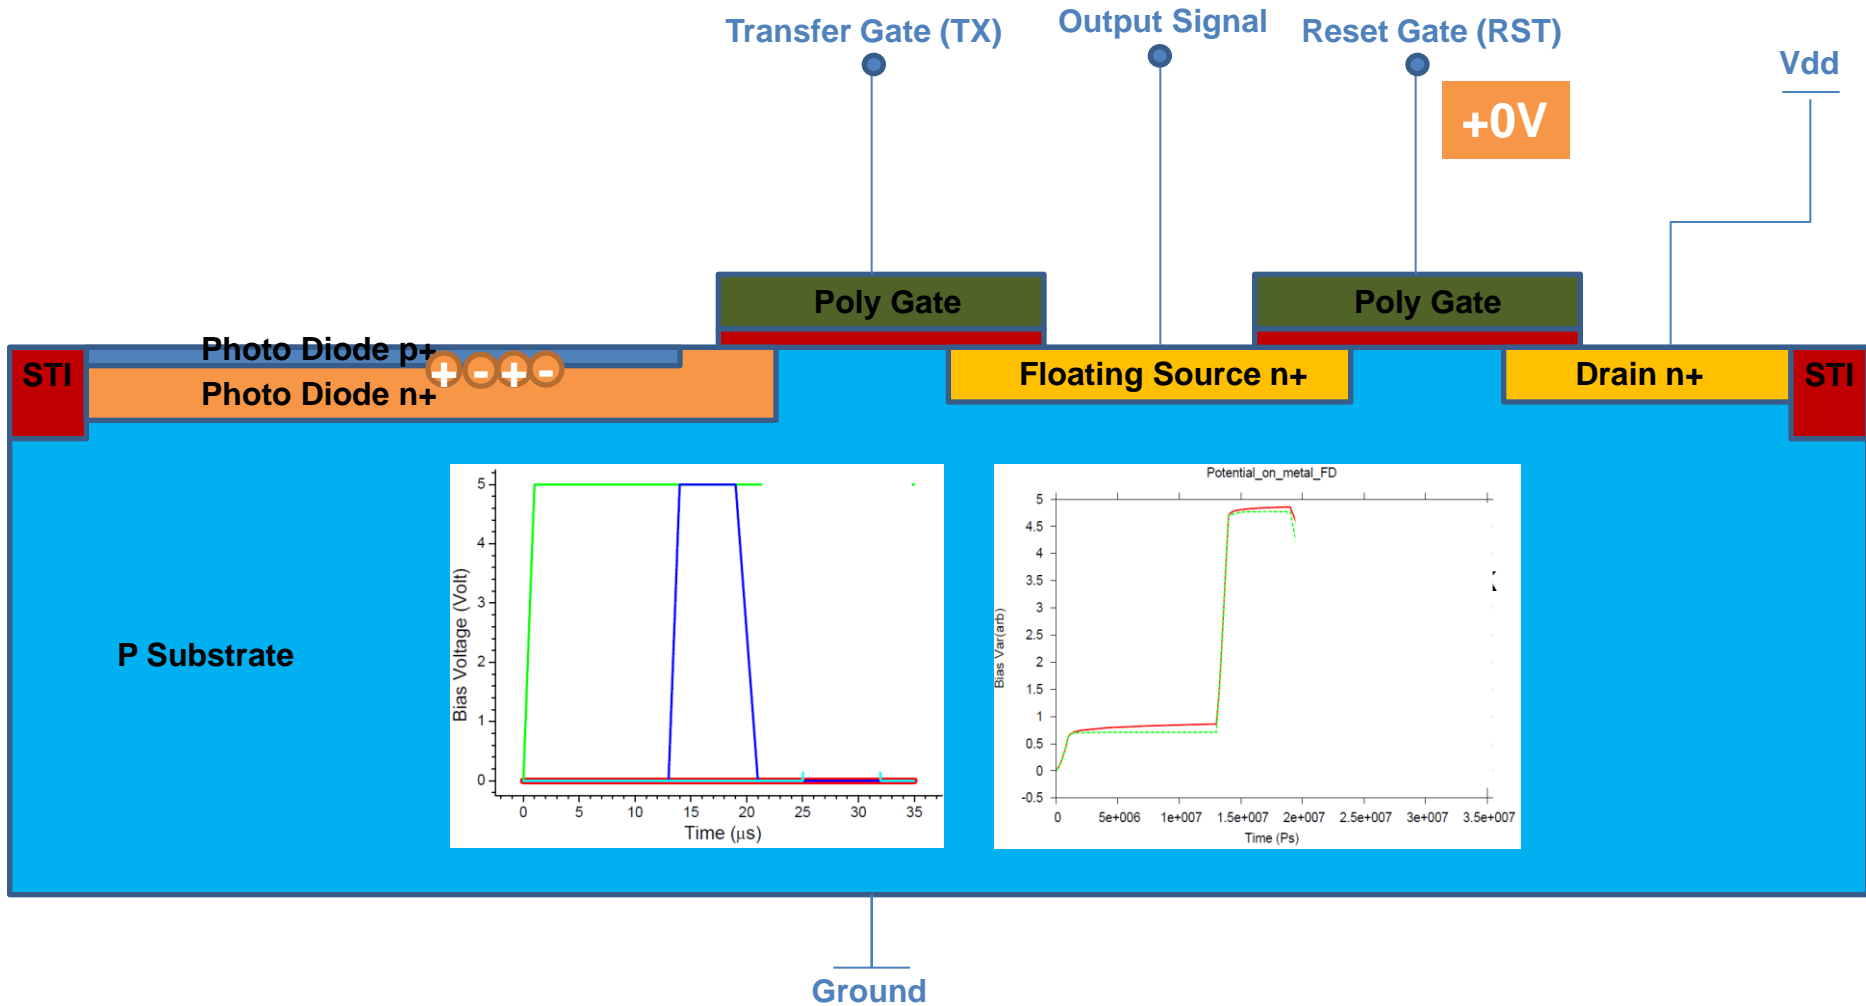 Transfer Gate (TX)
Output Signal
Reset Gate (RST)
Vdd
+0V
Poly Gate
Poly Gate
STI
Photo Diode p+
+ - + -
Photo Diode n+
Floating Source n+
Drain n+
STI
P Substrate
Bias Voltage (Volt)
5
4
3
2
1
0
0 5 10 15 20 25 30 35
Time (μs)
Potential_on_metal_FD
Bias Var(arb)
5
4.5
4
3.5
3
2.5
2
1.5
1
0.5
0
-0.5
0 5e+006 1e+007 1.5e+007 2e+007 2.5e+007 3e+007 3.5e+007
Time (Ps)
Ground